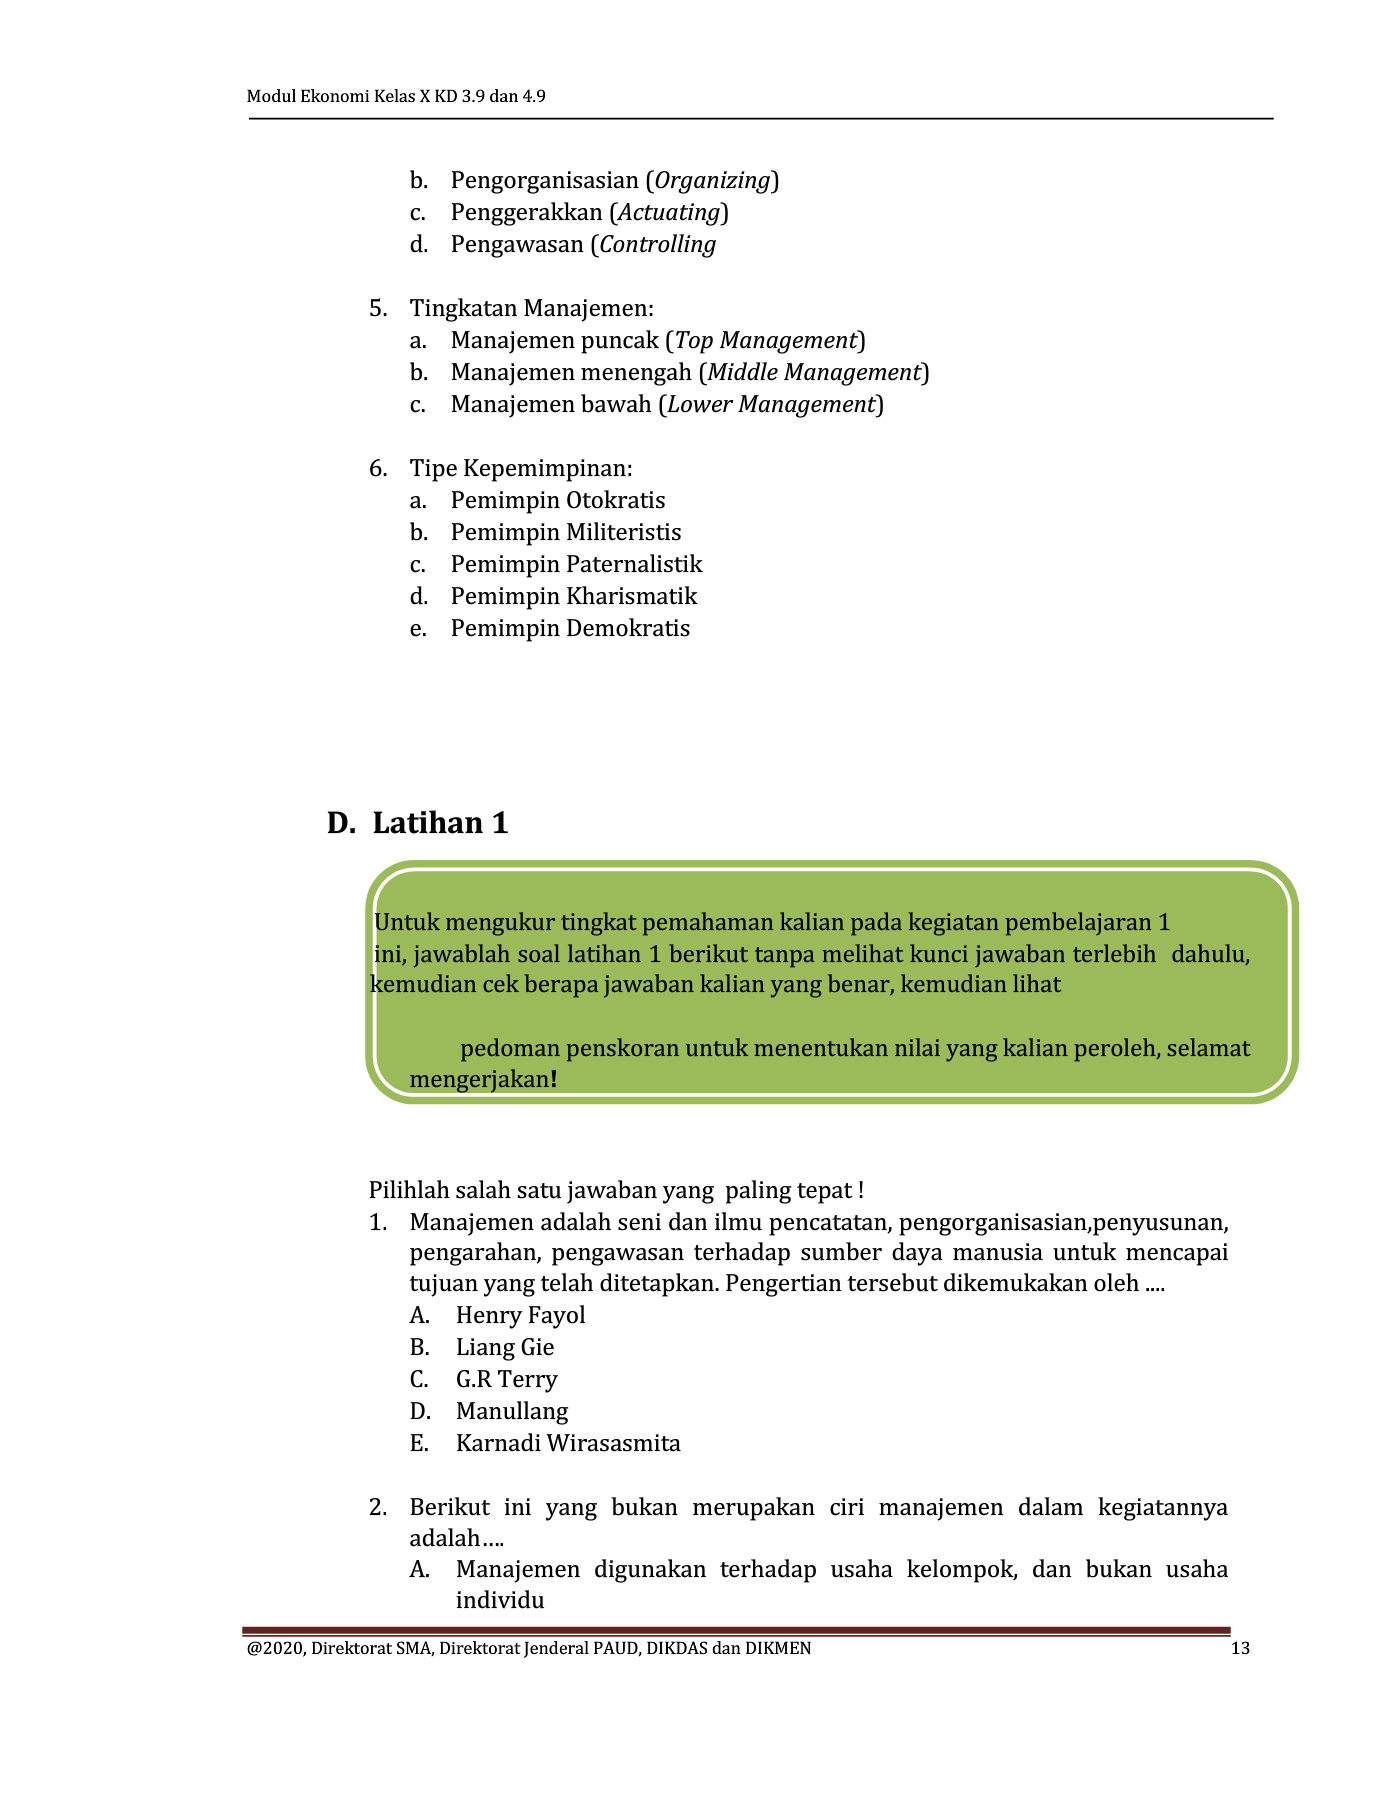 Modul Ekonomi Kelas X KD 3.9 dan 4.9
b. Pengorganisasian (Organizing)
c. Penggerakkan (Actuating)
d. Pengawasan (Controlling
5. Tingkatan Manajemen:
a. Manajemen puncak (Top Management)
b. Manajemen menengah (Middle Management)
c. Manajemen bawah (Lower Management)
6. Tipe Kepemimpinan:
a. Pemimpin Otokratis
b. Pemimpin Militeristis
c. Pemimpin Paternalistik
d. Pemimpin Kharismatik
e. Pemimpin Demokratis
D. Latihan 1
Untuk mengukur tingkat pemahaman kalian pada kegiatan pembelajaran 1
ini, jawablah soal latihan 1 berikut tanpa melihat kunci jawaban terlebih dahulu,
kemudian cek berapa jawaban kalian yang benar, kemudian lihat
pedoman penskoran untuk menentukan nilai yang kalian peroleh, selamat
mengerjakan!
Pilihlah salah satu jawaban yang paling tepat !
1. Manajemen adalah seni dan ilmu pencatatan, pengorganisasian,penyusunan,
pengarahan, pengawasan terhadap sumber daya manusia untuk mencapai
tujuan yang telah ditetapkan. Pengertian tersebut dikemukakan oleh ....
A. Henry Fayol
B. Liang Gie
C. G.R Terry
D. Manullang
E. Karnadi Wirasasmita
2. Berikut ini yang bukan merupakan ciri manajemen dalam kegiatannya
adalah….
A. Manajemen digunakan terhadap usaha kelompok, dan bukan usaha
individu
@2020, Direktorat SMA, Direktorat Jenderal PAUD, DIKDAS dan DIKMEN 13